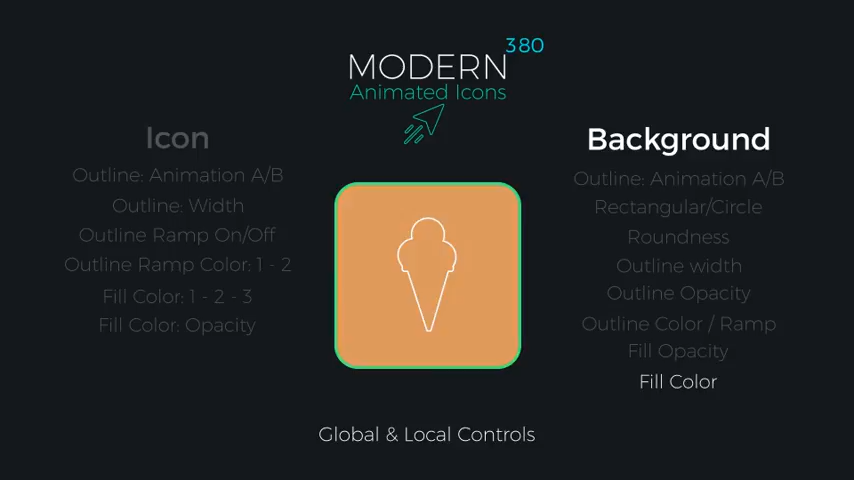 380
MODERN
Animated Icons
Icon
Outline: Animation A/B
Outline: Width
Outline Ramp On/Off
Outline Ramp Color: 1 - 2
Fill Color: 1 - 2 - 3
Fill Color: Opacity
Background
Outline: Animation A/B
Rectangular/Circle
Roundness
Outline width
Outline Opacity
Outline Color / Ramp
Fill Opacity
Fill Color
Global & Local Controls